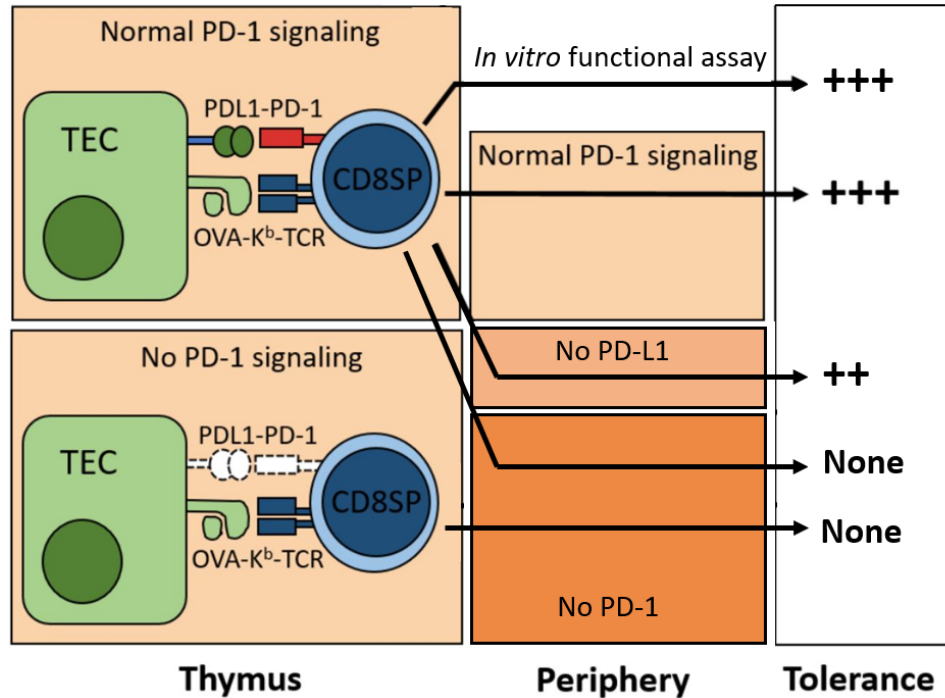 Normal PD-1 signaling
PDL1-PD-1
TEC
CD8SP
OVA-Kᵇ-TCR
In vitro functional assay
+++
Normal PD-1 signaling
+++
No PD-1 signaling
PDL1-PD-1
TEC
CD8SP
OVA-Kᵇ-TCR
No PD-L1
++
None
None
No PD-1
Thymus
Periphery
Tolerance